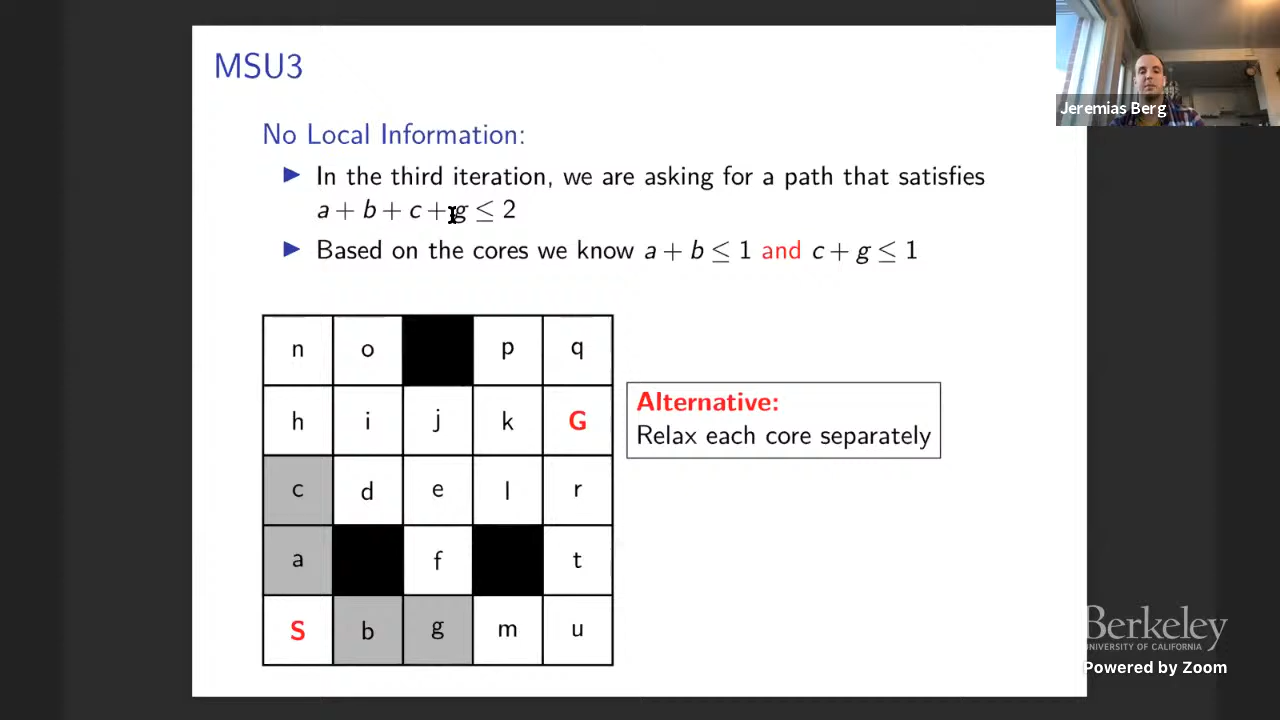 MSU3
No Local Information:
In the third iteration, we are asking for a path that satisfies
a + b + c + g ≤ 2
Based on the cores we know a + b ≤ 1 and c + g ≤ 1
n o p q
h i j k G
c d e l r
a f t
S b g m u
Alternative:
Relax each core separately
Jeremias Berg
Berkeley
UNIVERSITY OF CALIFORNIA
Powered by Zoom